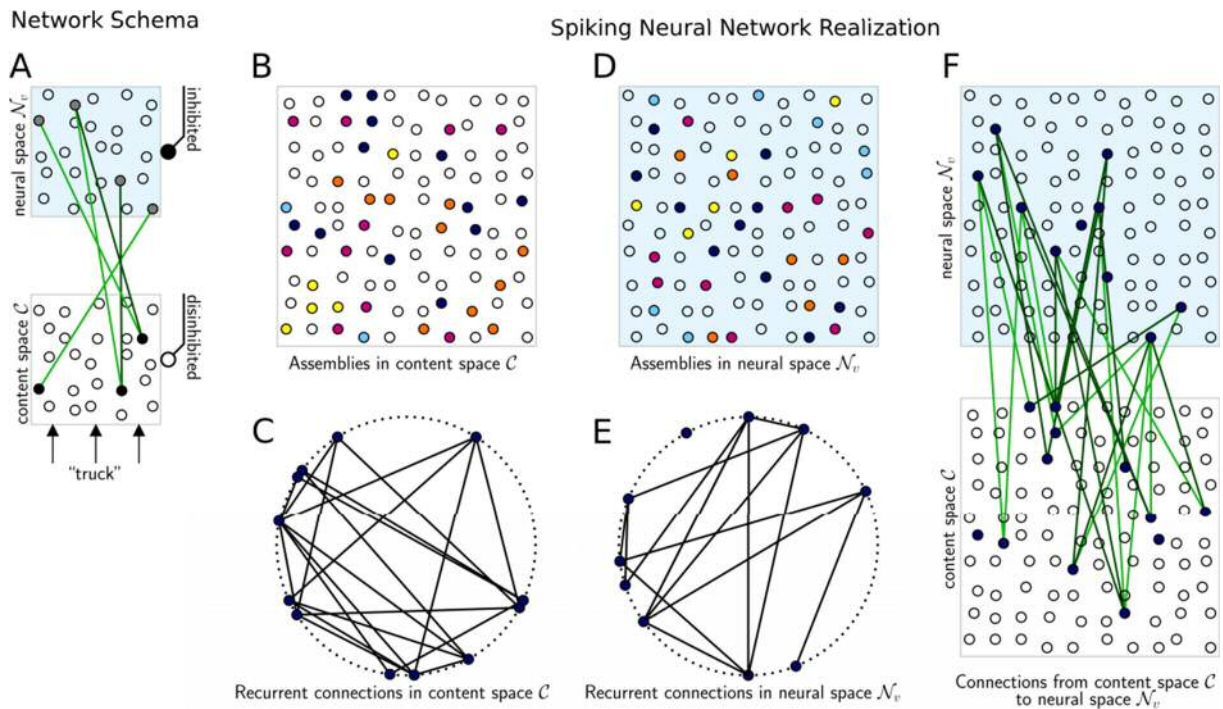 Network Schema
Spiking Neural Network Realization
A
neural space 𝒩v
inhibited
content space 𝒞
disinhibited
"truck"
B
Assemblies in content space 𝒞
C
Recurrent connections in content space 𝒞
D
Assemblies in neural space 𝒩v
E
Recurrent connections in neural space 𝒩v
F
neural space 𝒩v
content space 𝒞
Connections from content space 𝒞
to neural space 𝒩v